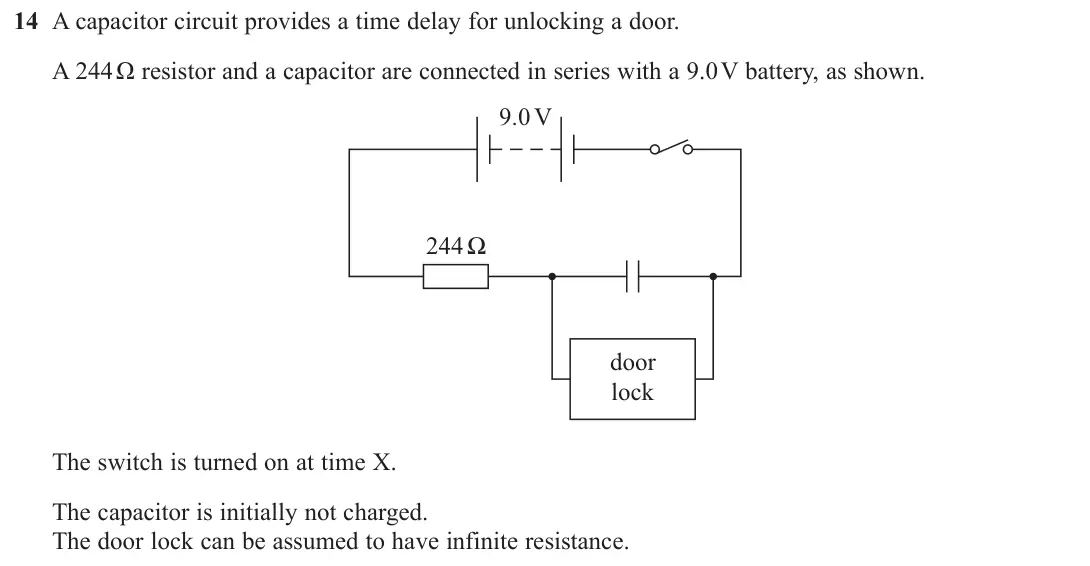 14 A capacitor circuit provides a time delay for unlocking a door.
A 244 Ω resistor and a capacitor are connected in series with a 9.0 V battery, as shown.
9.0 V
244 Ω
door
lock
The switch is turned on at time X.
The capacitor is initially not charged.
The door lock can be assumed to have infinite resistance.